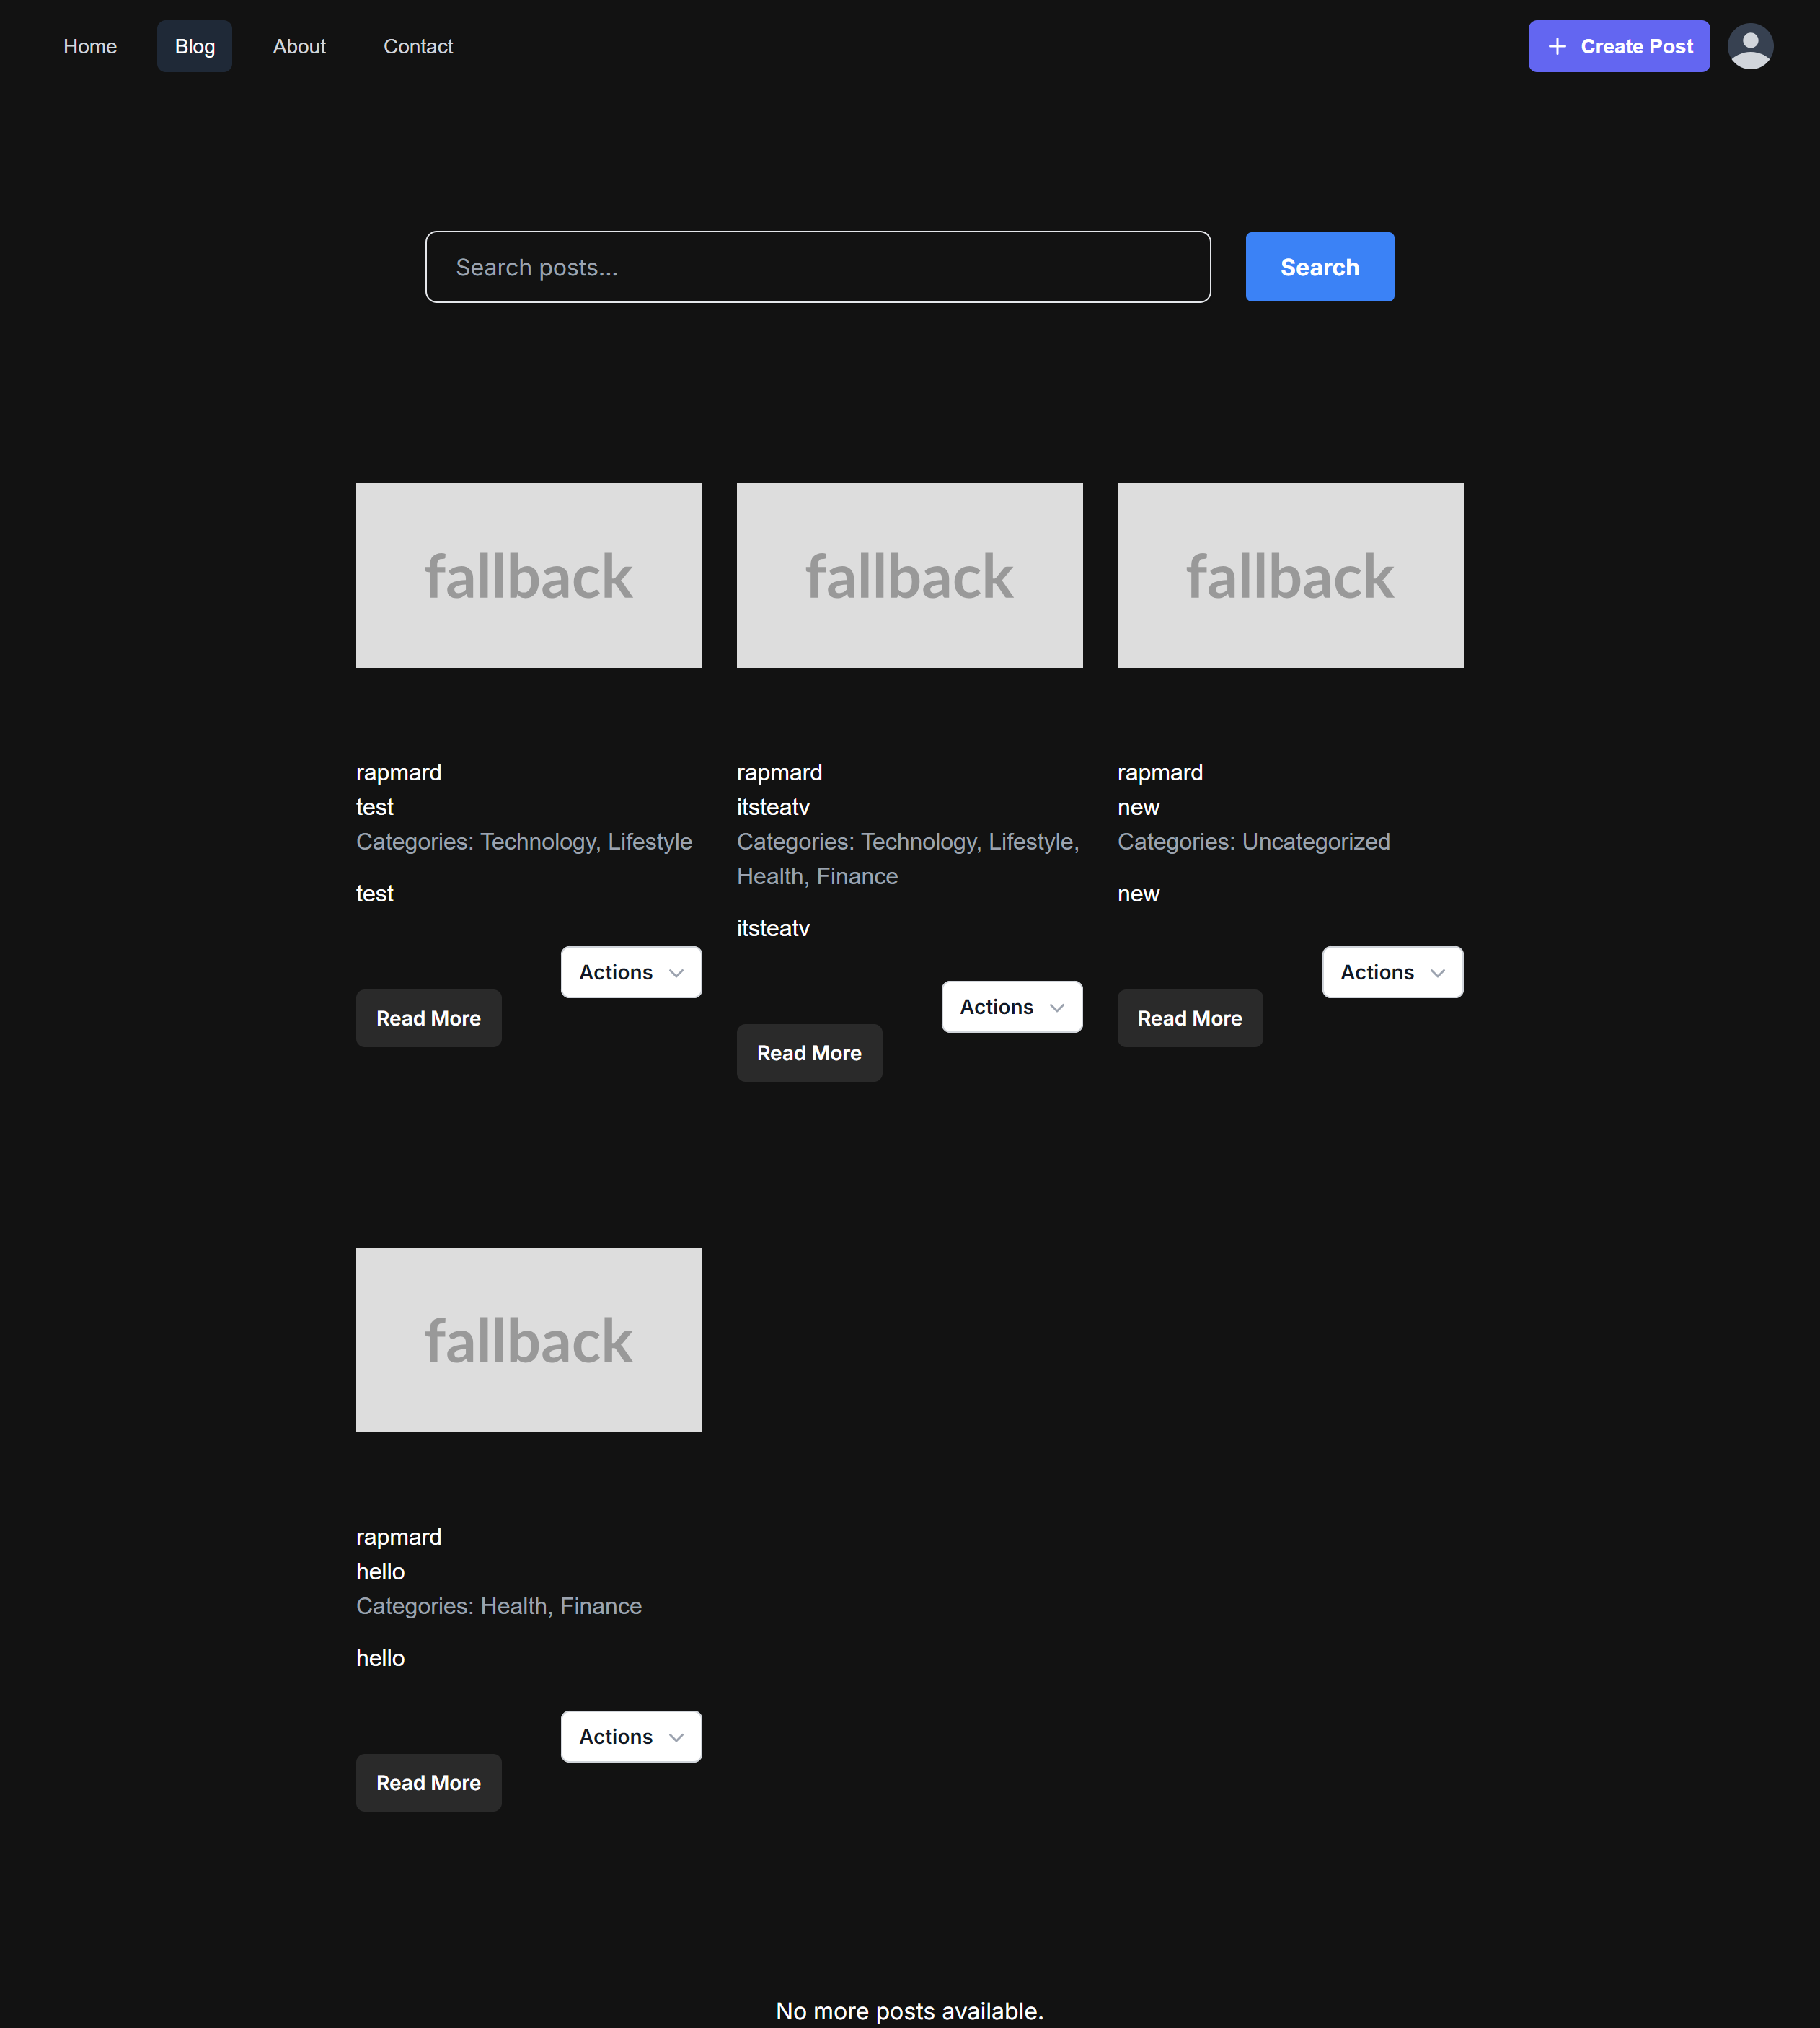 Home
Blog
About
Contact
Create Post
Search posts...
Search
fallback
fallback
fallback
rapmard
test
Categories: Technology, Lifestyle
test
Actions
Read More
rapmard
itsteatv
Categories: Technology, Lifestyle,
Health, Finance
itsteatv
Actions
Read More
rapmard
new
Categories: Uncategorized
new
Actions
Read More
fallback
rapmard
hello
Categories: Health, Finance
hello
Actions
Read More
No more posts available.